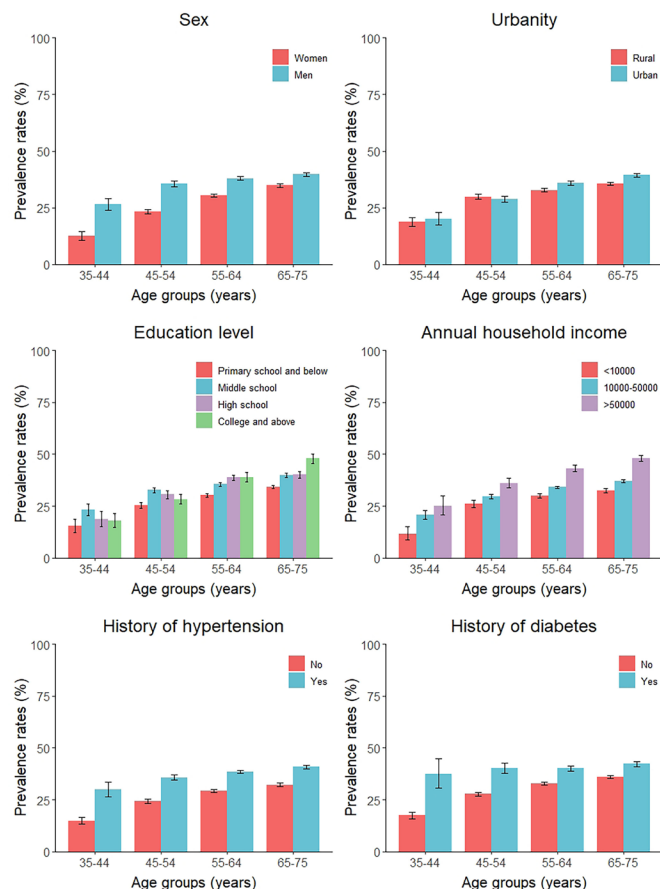 Sex
Prevalence rates (%)
100
75
50
25
0
Women
Men
35-44 45-54 55-64 65-75
Age groups (years)
Urbanity
Prevalence rates (%)
100
75
50
25
0
Rural
Urban
35-44 45-54 55-64 65-75
Age groups (years)
Education level
Prevalence rates (%)
100
75
50
25
0
Primary school and below
Middle school
High school
College and above
35-44 45-54 55-64 65-75
Age groups (years)
Annual household income
Prevalence rates (%)
100
75
50
25
0
<10000
10000-50000
>50000
35-44 45-54 55-64 65-75
Age groups (years)
History of hypertension
Prevalence rates (%)
100
75
50
25
0
No
Yes
35-44 45-54 55-64 65-75
Age groups (years)
History of diabetes
Prevalence rates (%)
100
75
50
25
0
No
Yes
35-44 45-54 55-64 65-75
Age groups (years)